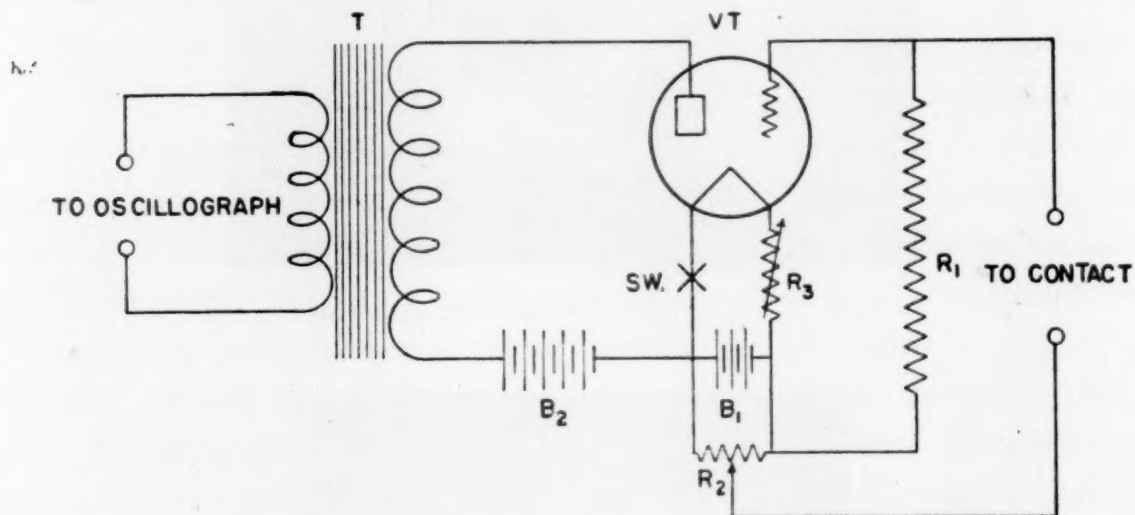 T
VT
TO OSCILLOGRAPH
SW.
R3
R1
TO CONTACT
B2
B1
R2